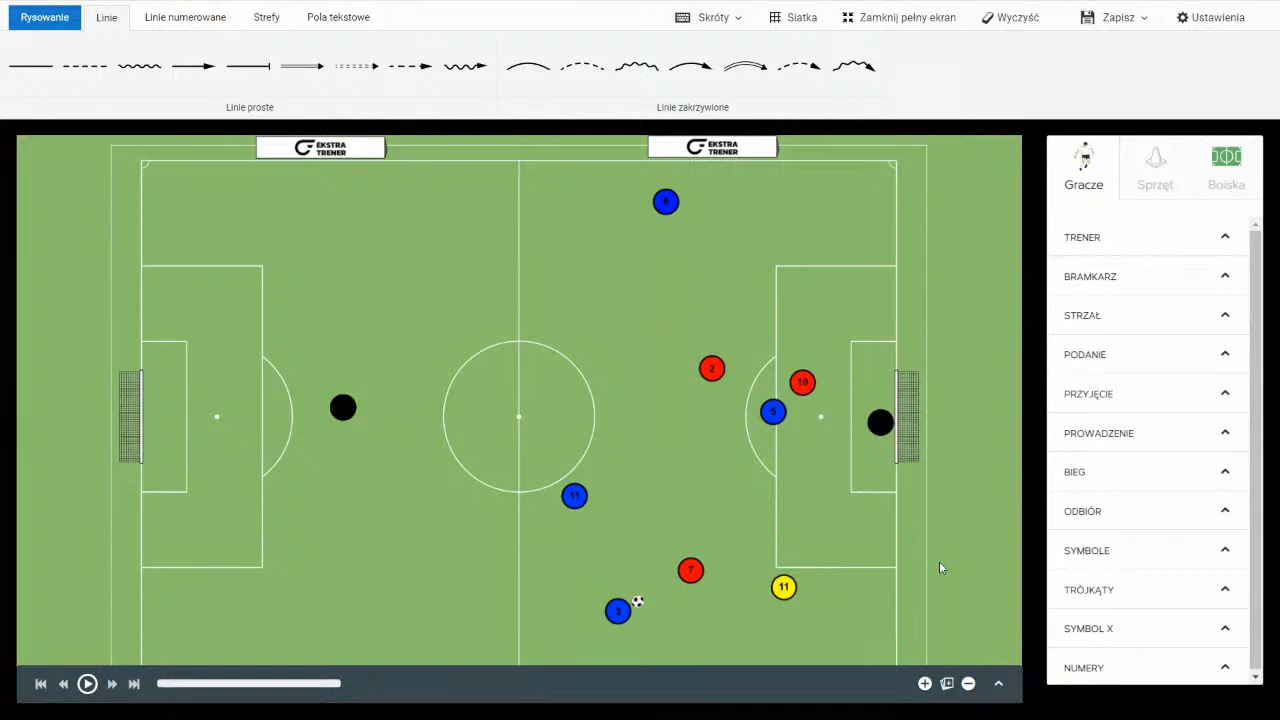 Rysowanie Linie Linie numerowane Strefy Pola tekstowe Skróty Siatka Zamknij pełny ekran Wyczyść Zapisz Ustawienia
Linie proste Linie zakrzywione
EKSTRA TRENER
EKSTRA TRENER
Gracze Sprzęt Boiska
TRENER
BRAMKARZ
STRZAŁ
PODANIE
PRZYJĘCIE
PROWADZENIE
BIEG
ODBIÓR
SYMBOLE
TRÓJKĄTY
SYMBOL X
NUMERY
2
10
5
11
7
11
3